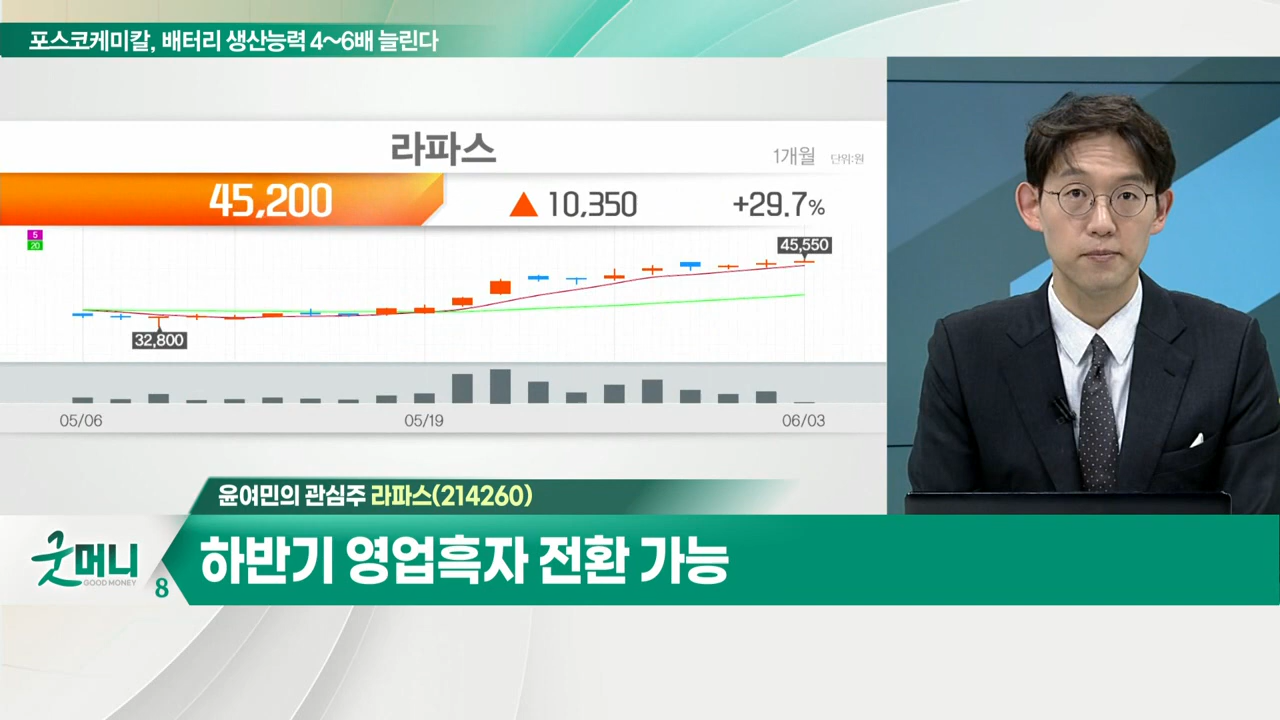 포스코케미칼, 배터리 생산능력 4~6배 늘린다
라파스
1개월 단위:원
45,200 ▲ 10,350 +29.7%
5
20
45,550
32,800
05/06 05/19 06/03
윤여민의 관심주 라파스(214260)
굿머니
GOOD MONEY
8
하반기 영업흑자 전환 가능